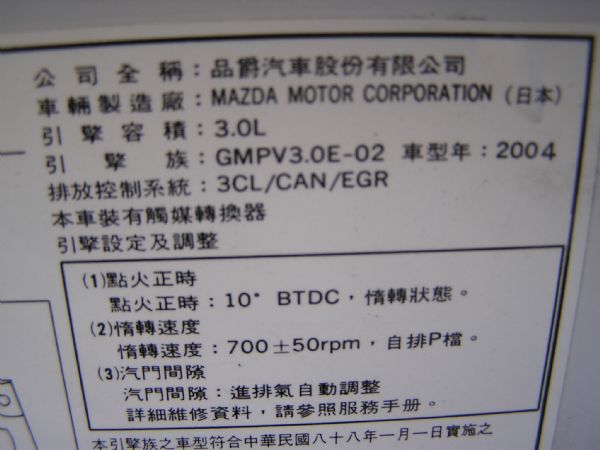 公司全稱：品爵汽車股份有限公司
車輛製造廠：MAZDA MOTOR CORPORATION（日本）
引擎容積：3.0L
引擎族：GMPV3.0E-02 車型年：2004
排放控制系統：3CL/CAN/EGR
本車裝有觸媒轉換器
引擎設定及調整
(1)點火正時
點火正時：10° BTDC，惰轉狀態。
(2)惰轉速度
惰轉速度：700±50rpm，自排P檔。
(3)汽門間隙
汽門間隙：進排氣自動調整
詳細維修資料，請參照服務手册。
本引擎族之車型符合中華民國八十八年一月一日實施之